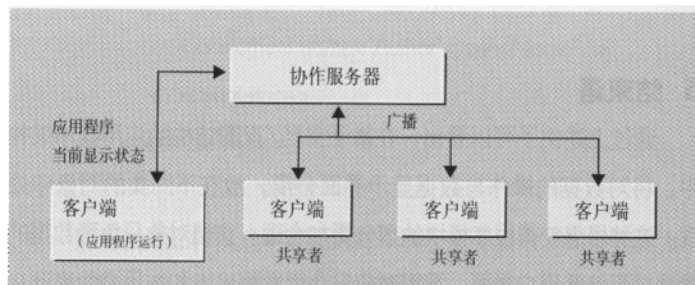 协作服务器
广播
应用程序
当前显示状态
客户端
（应用程序运行）
客户端
共享者
客户端
共享者
客户端
共享者